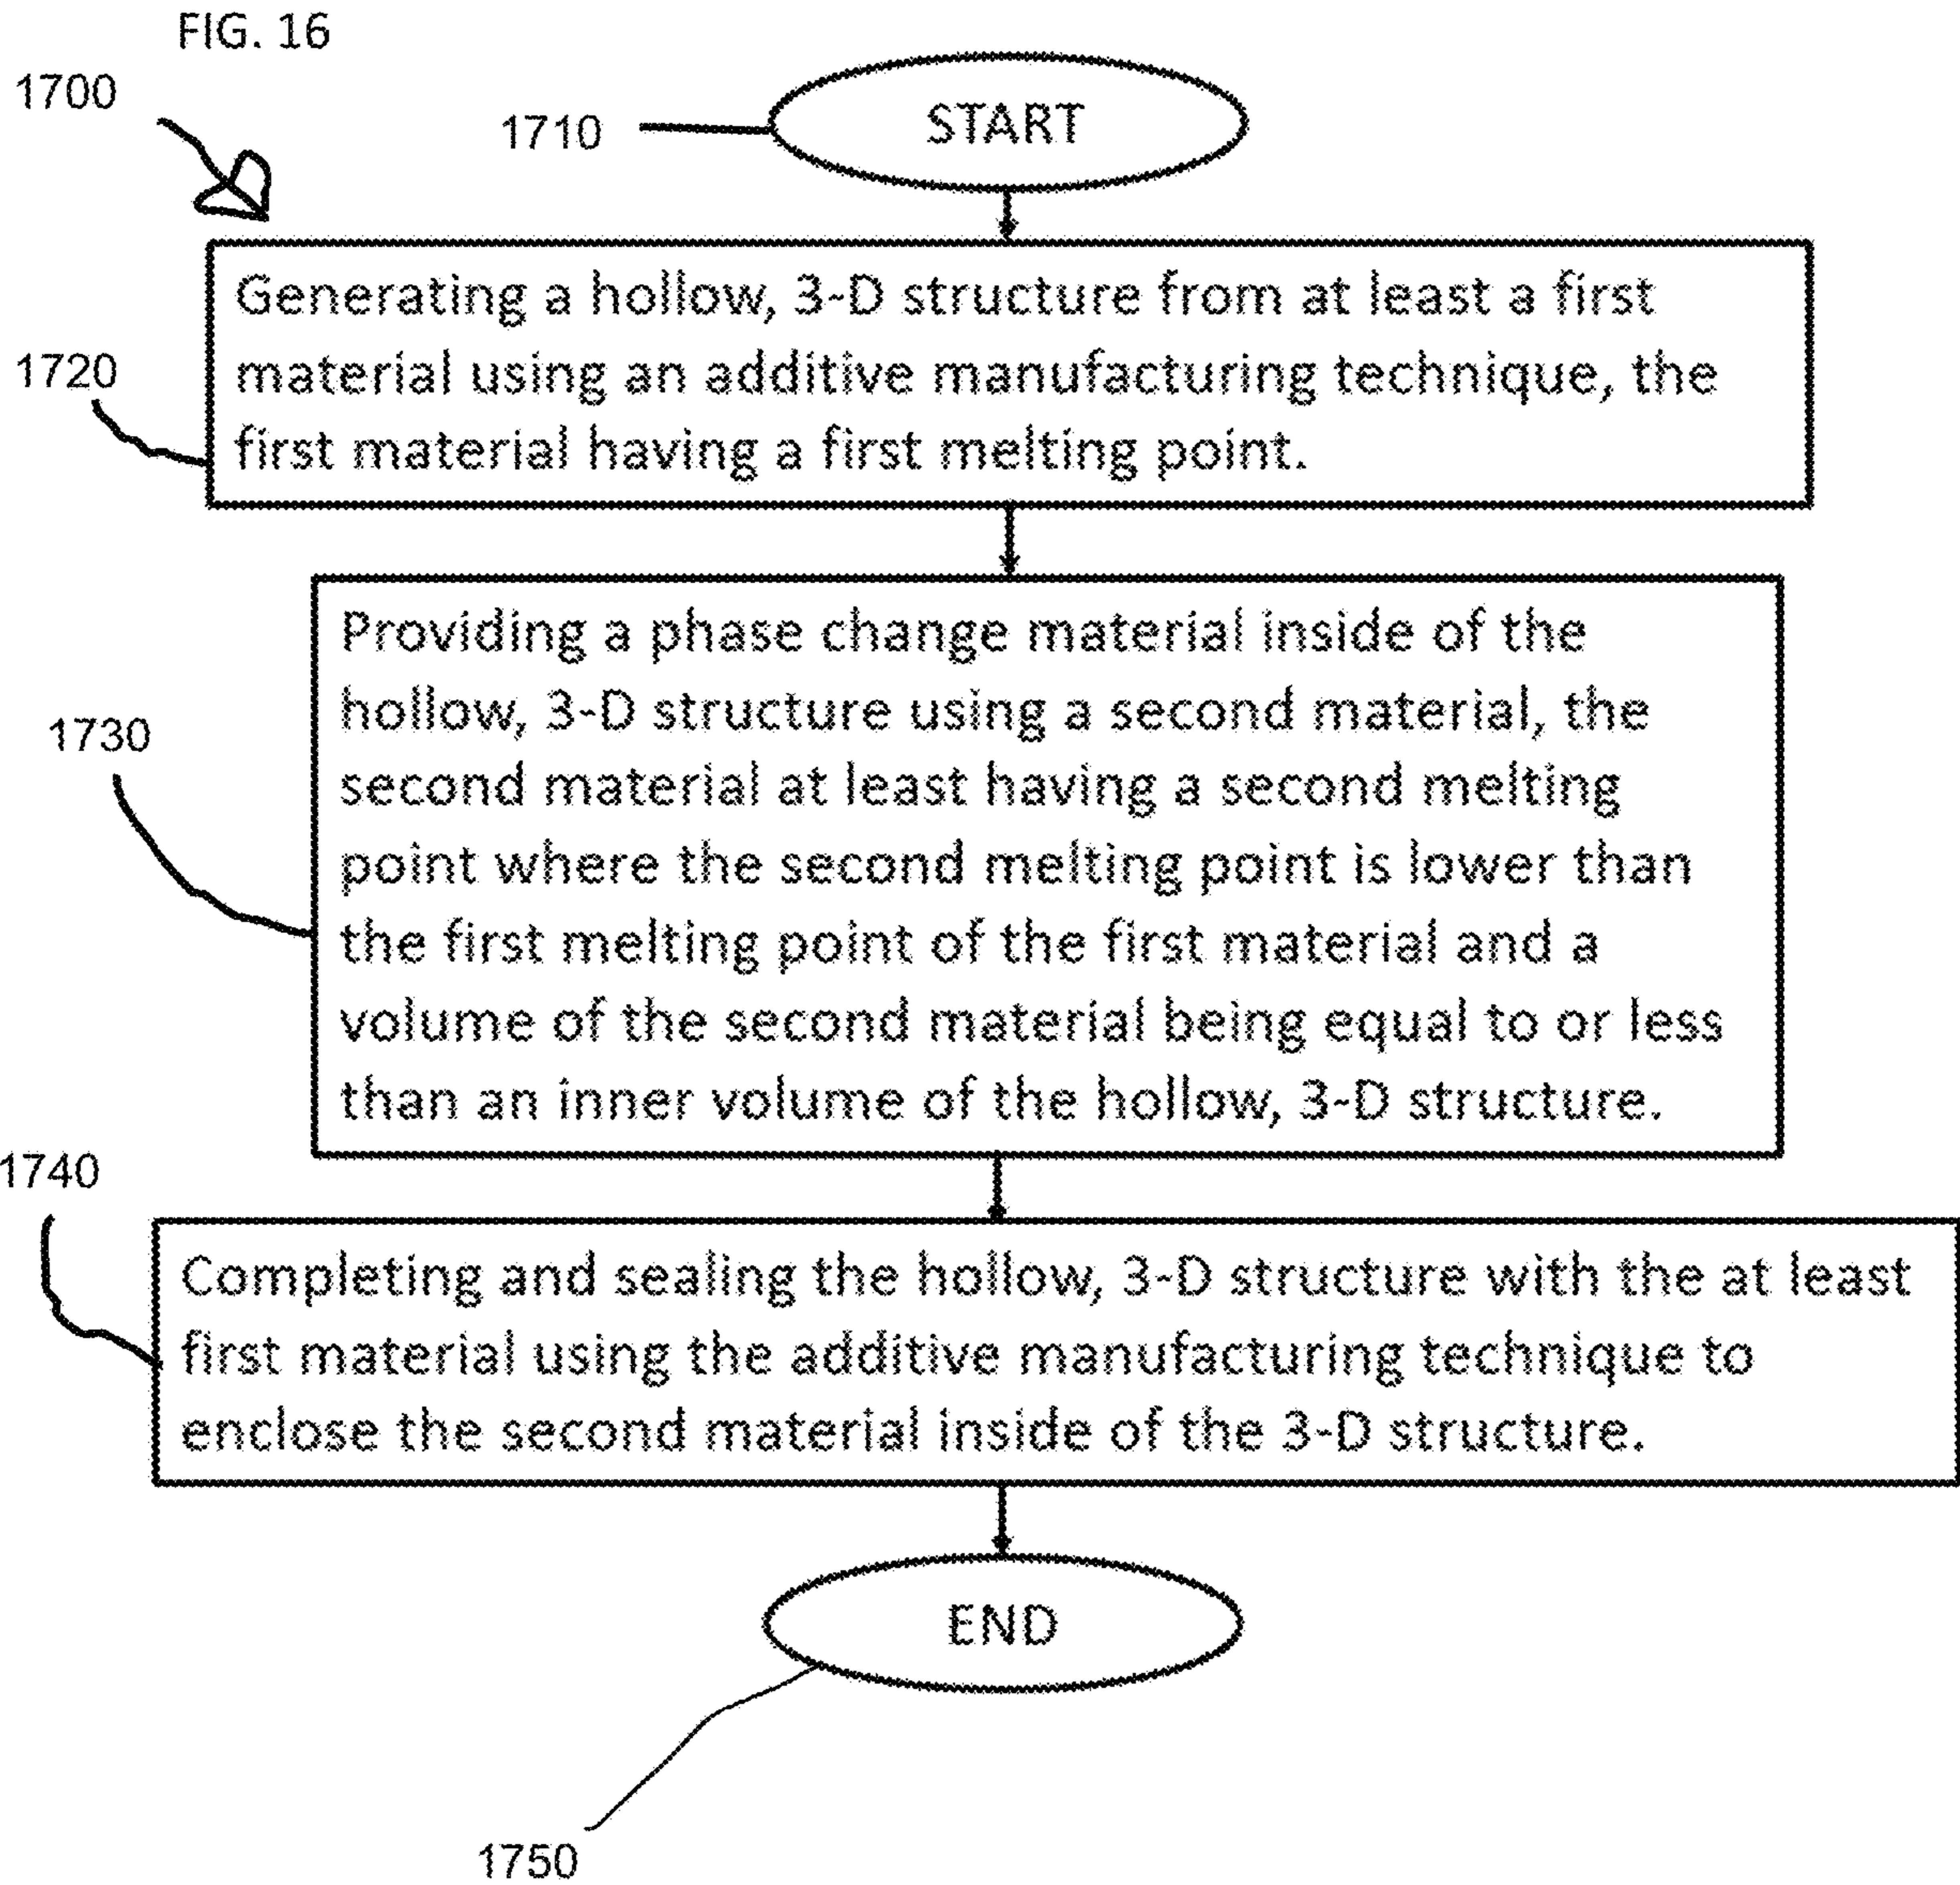 FIG. 16
1700
1710
START
Generating a hollow, 3-D structure from at least a first
material using an additive manufacturing technique, the
first material having a first melting point.
1720
Providing a phase change material inside of the
hollow, 3-D structure using a second material, the
second material at least having a second melting
point where the second melting point is lower than
the first melting point of the first material and a
volume of the second material being equal to or less
than an inner volume of the hollow, 3-D structure.
1730
1740
Completing and sealing the hollow, 3-D structure with the at least
first material using the additive manufacturing technique to
enclose the second material inside of the 3-D structure.
END
1750